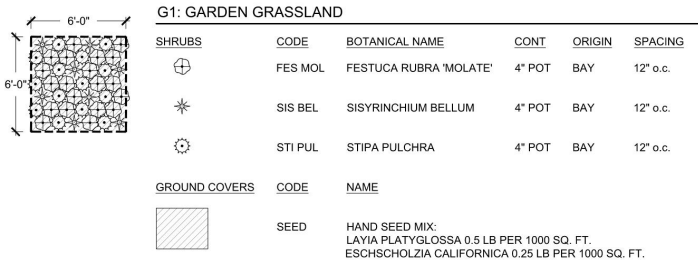 G1: GARDEN GRASSLAND
6'-0"
6'-0"
SHRUBS CODE BOTANICAL NAME CONT ORIGIN SPACING
FES MOL FESTUCA RUBRA 'MOLATE' 4" POT BAY 12" o.c.
SIS BEL SISYRINCHIUM BELLUM 4" POT BAY 12" o.c.
STI PUL STIPA PULCHRA 4" POT BAY 12" o.c.
GROUND COVERS CODE NAME
SEED HAND SEED MIX:
LAYIA PLATYGLOSSA 0.5 LB PER 1000 SQ. FT.
ESCHSCHOLZIA CALIFORNICA 0.25 LB PER 1000 SQ. FT.